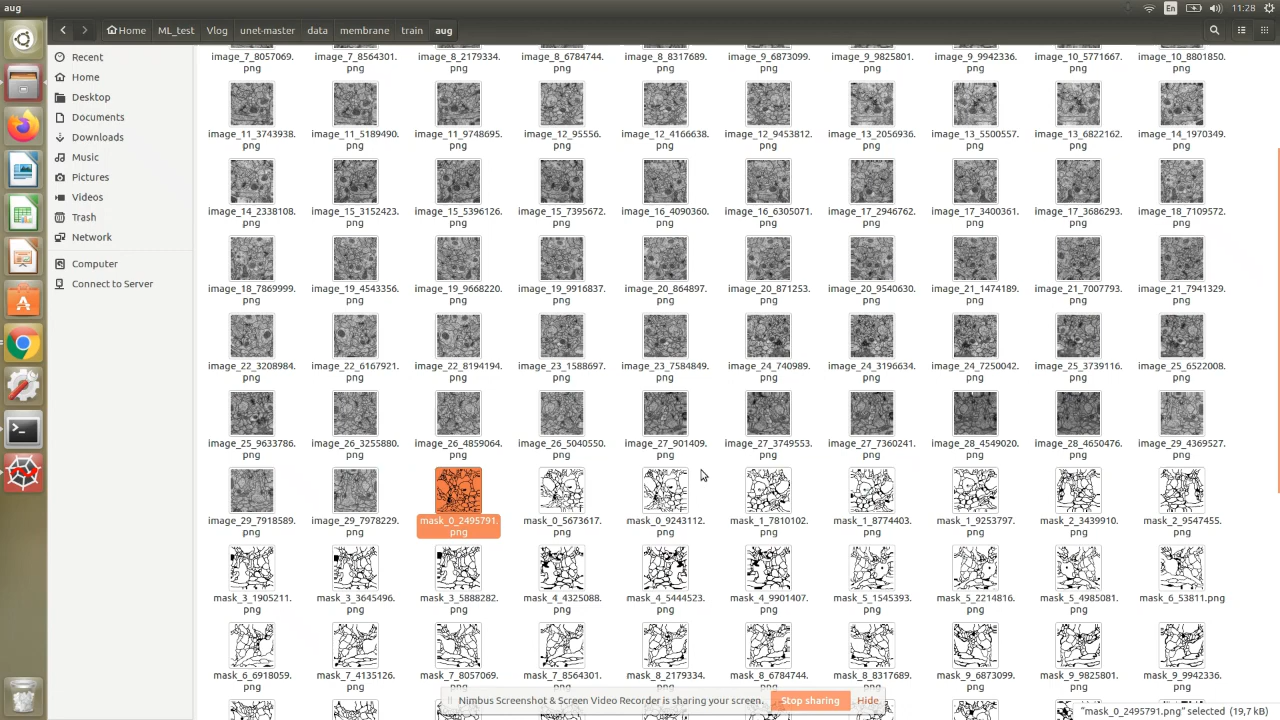 aug
En
11:28
Home ML_test Vlog unet-master data membrane train aug
Recent
Home
Desktop
Documents
Downloads
Music
Pictures
Videos
Trash
Network
Computer
Connect to Server
image_7_8057069. image_7_8564301. image_8_2179334. image_8_6784744. image_8_8317689. image_9_6873099. image_9_9825801. image_9_9942336. image_10_5771667. image_10_8801850.
png png png png png png png png png png
image_11_3743938. image_11_5189490. image_11_9748695. image_12_95556. image_12_4166638. image_12_9453812. image_13_2056936. image_13_5500557. image_13_6822162. image_14_1970349.
png png png png png png png png png png
image_14_2338108. image_15_3152423. image_15_5396126. image_15_7395672. image_16_4090360. image_16_6305071. image_17_2946762. image_17_3400361. image_17_3686293. image_18_7109572.
png png png png png png png png png png
image_18_7869999. image_19_4543356. image_19_9668220. image_19_9916837. image_20_864897. image_20_871253. image_20_9540630. image_21_1474189. image_21_7007793. image_21_7941329.
png png png png png png png png png png
image_22_3208984. image_22_6167921. image_22_8194194. image_23_1588697. image_23_7584849. image_24_740989. image_24_3196634. image_24_7250042. image_25_3739116. image_25_6522008.
png png png png png png png png png png
image_25_9633786. image_26_3255880. image_26_4859064. image_26_5040550. image_27_901409. image_27_3749553. image_27_7360241. image_28_4549020. image_28_4650476. image_29_4369527.
png png png png png png png png png png
image_29_7918589. image_29_7978229. mask_0_2495791. mask_0_5673617. mask_0_9243112. mask_1_7810102. mask_1_8774403. mask_1_9253797. mask_2_3439910. mask_2_9547455.
png png png png png png png png png png
mask_3_1905211. mask_3_3645496. mask_3_5888282. mask_4_4325088. mask_4_5444523. mask_4_9901407. mask_5_1545393. mask_5_2214816. mask_5_4985081. mask_6_53811.png
png png png png png png png png png
mask_6_6918059. mask_7_4135126. mask_7_8057069. mask_7_8564301. mask_8_2179334. mask_8_6784744. mask_8_8317689. mask_9_6873099. mask_9_9825801. mask_9_9942336.
png png png png png png png png png png
Nimbus Screenshot & Screen Video Recorder is sharing your screen. Stop sharing Hide
"mask_0_2495791.png" selected (19,7 kB)